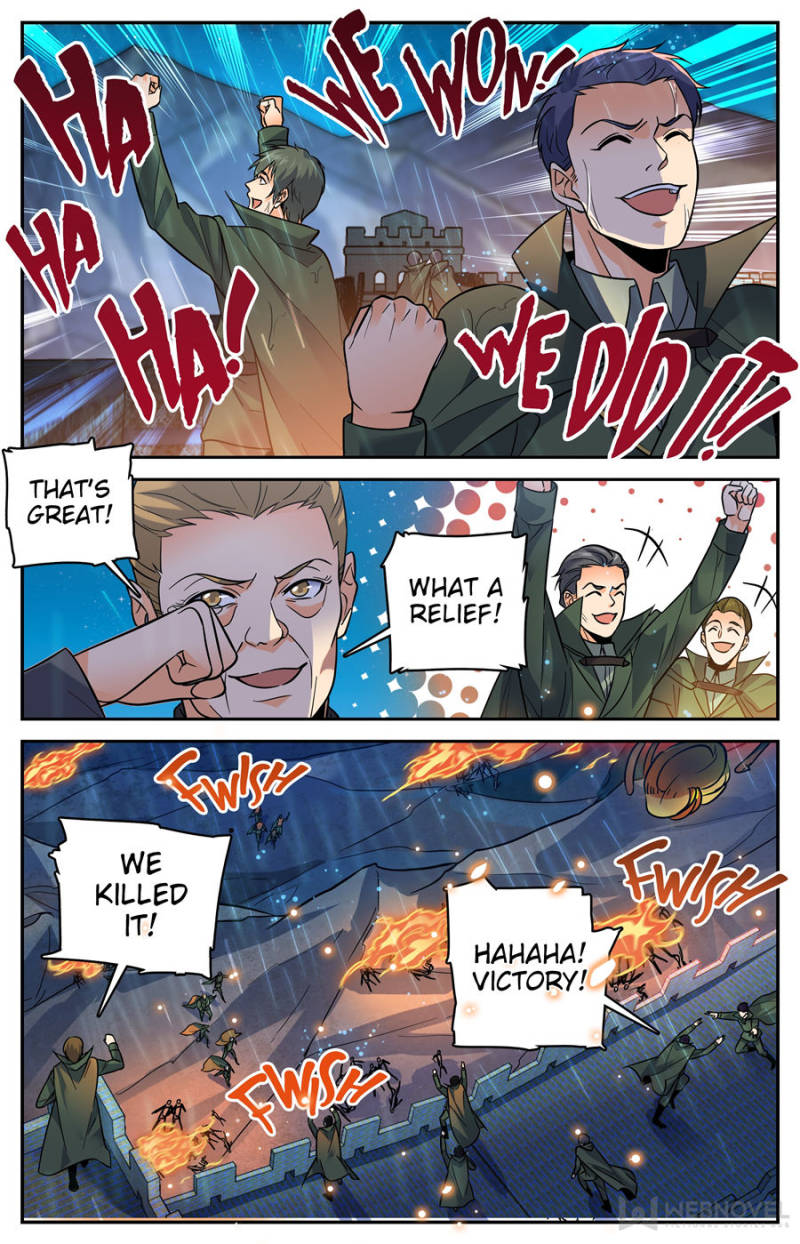 HA
HA
HA!
WE WON!
WE DID IT!
THAT'S
GREAT!
WHAT A
RELIEF!
FWISH
WE
KILLED
IT!
FWISH
HAHAHA!
VICTORY!
FWISH
WEBNOVEL